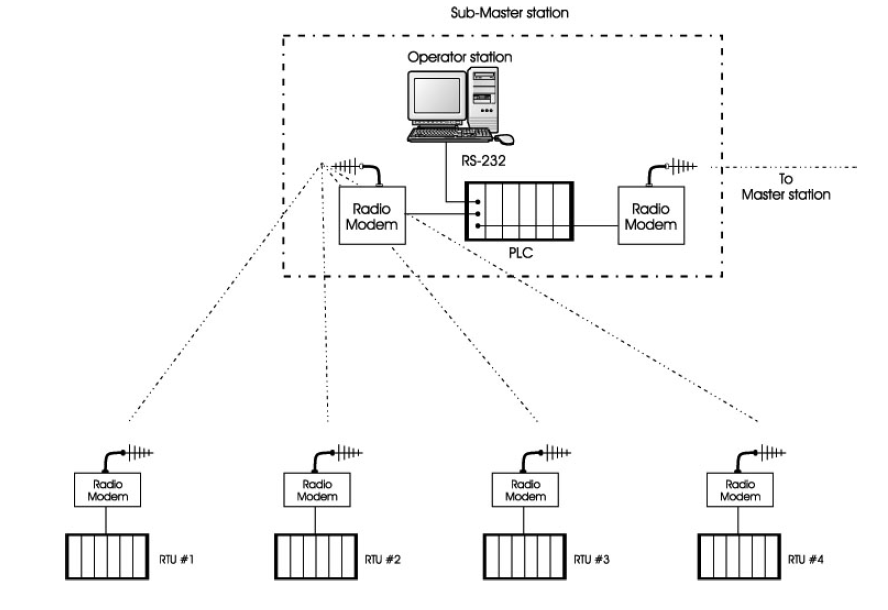 Sub-Master station
Operator station
RS-232
To
Master station
Radio
Modem
Radio
Modem
PLC
Radio
Modem
Radio
Modem
Radio
Modem
Radio
Modem
RTU #1
RTU #2
RTU #3
RTU #4